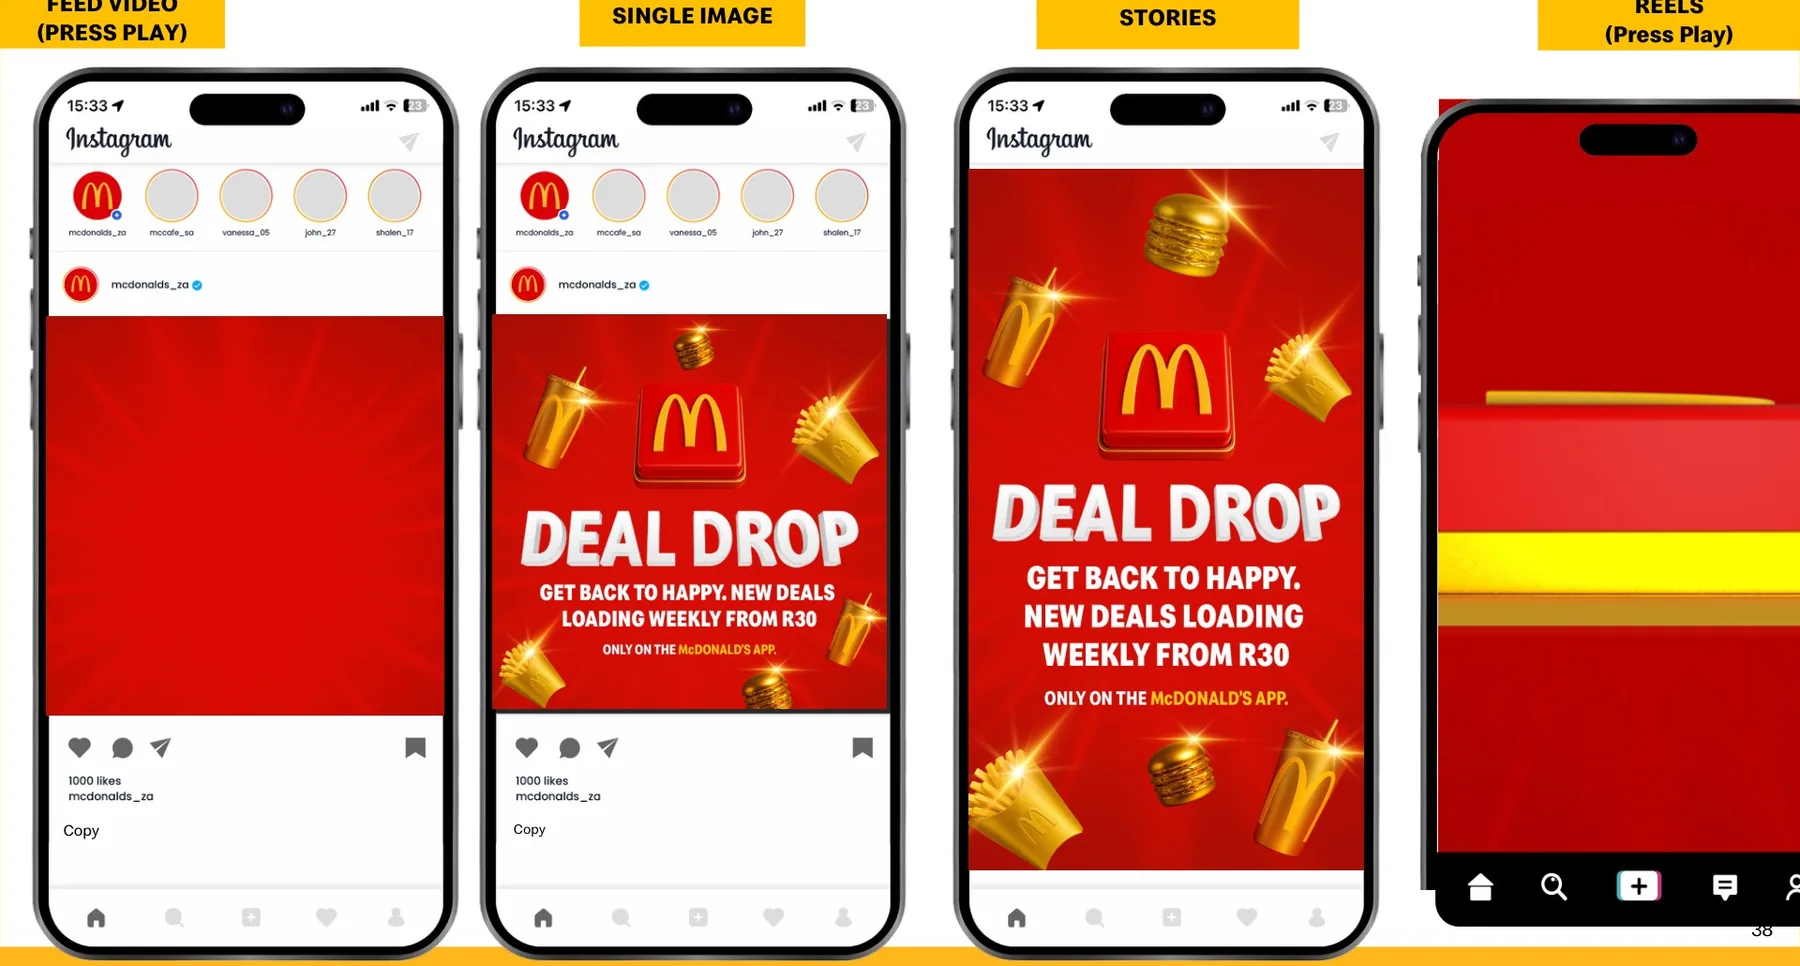 FEED VIDEO
(PRESS PLAY)
SINGLE IMAGE
STORIES
REELS
(Press Play)
15:33
23
Instagram
mcdonalds_za
mccafe_sa
vanessa_05
john_27
shalen_17
mcdonalds_za
1000 likes
mcdonalds_za
Copy
15:33
23
Instagram
mcdonalds_za
mccafe_sa
vanessa_05
john_27
shalen_17
mcdonalds_za
DEAL DROP
GET BACK TO HAPPY. NEW DEALS
LOADING WEEKLY FROM R30
ONLY ON THE McDONALD'S APP.
1000 likes
mcdonalds_za
Copy
15:33
23
Instagram
DEAL DROP
GET BACK TO HAPPY.
NEW DEALS LOADING
WEEKLY FROM R30
ONLY ON THE McDONALD'S APP.
38